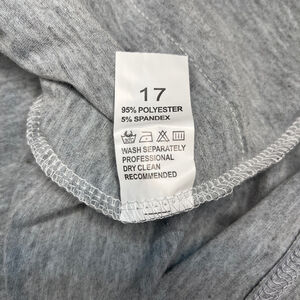 17
95% POLYESTER
5% SPANDEX
WASH SEPARATELY
PROFESSIONAL
DRY CLEAN
RECOMMENDED